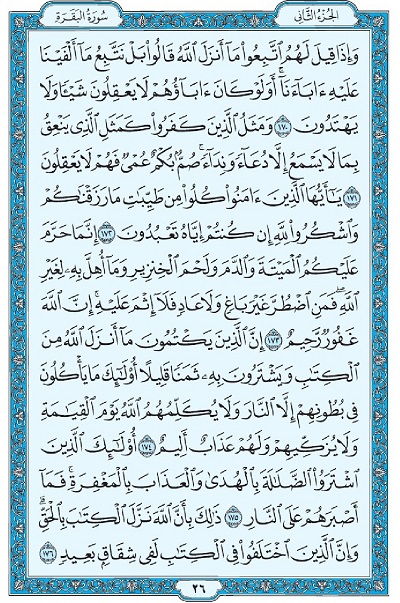 الجزء الثاني
سورة البقرة
وَإِذَا قِيلَ لَهُمُ ٱتَّبِعُوا۟ مَآ أَنزَلَ ٱللَّهُ قَالُوا۟ بَلْ نَتَّبِعُ مَآ أَلْفَيْنَا
عَلَيْهِ ءَابَآءَنَآ ۗ أَوَلَوْ كَانَ ءَابَآؤُهُمْ لَا يَعْقِلُونَ شَيْـًٔا وَلَا
يَهْتَدُونَ ١٧٠ وَمَثَلُ ٱلَّذِينَ كَفَرُوا۟ كَمَثَلِ ٱلَّذِى يَنْعِقُ
بِمَا لَا يَسْمَعُ إِلَّا دُعَآءً وَنِدَآءً ۚ صُمٌّۢ بُكْمٌ عُمْىٌ فَهُمْ لَا يَعْقِلُونَ
١٧١ يَـٰٓأَيُّهَا ٱلَّذِينَ ءَامَنُوا۟ كُلُوا۟ مِن طَيِّبَـٰتِ مَا رَزَقْنَـٰكُمْ
وَٱشْكُرُوا۟ لِلَّهِ إِن كُنتُمْ إِيَّاهُ تَعْبُدُونَ ١٧٢ إِنَّمَا حَرَّمَ
عَلَيْكُمُ ٱلْمَيْتَةَ وَٱلدَّمَ وَلَحْمَ ٱلْخِنزِيرِ وَمَآ أُهِلَّ بِهِۦ لِغَيْرِ
ٱللَّهِ ۖ فَمَنِ ٱضْطُرَّ غَيْرَ بَاغٍ وَلَا عَادٍ فَلَآ إِثْمَ عَلَيْهِ ۚ إِنَّ ٱللَّهَ
غَفُورٌ رَّحِيمٌ ١٧٣ إِنَّ ٱلَّذِينَ يَكْتُمُونَ مَآ أَنزَلَ ٱللَّهُ مِنَ
ٱلْكِتَـٰبِ وَيَشْتَرُونَ بِهِۦ ثَمَنًا قَلِيلًا ۙ أُو۟لَـٰٓئِكَ مَا يَأْكُلُونَ
فِى بُطُونِهِمْ إِلَّا ٱلنَّارَ وَلَا يُكَلِّمُهُمُ ٱللَّهُ يَوْمَ ٱلْقِيَـٰمَةِ
وَلَا يُزَكِّيهِمْ وَلَهُمْ عَذَابٌ أَلِيمٌ ١٧٤ أُو۟لَـٰٓئِكَ ٱلَّذِينَ
ٱشْتَرَوُا۟ ٱلضَّلَـٰلَةَ بِٱلْهُدَىٰ وَٱلْعَذَابَ بِٱلْمَغْفِرَةِ ۚ فَمَآ
أَصْبَرَهُمْ عَلَى ٱلنَّارِ ١٧٥ ذَٰلِكَ بِأَنَّ ٱللَّهَ نَزَّلَ ٱلْكِتَـٰبَ بِٱلْحَقِّ ۗ
وَإِنَّ ٱلَّذِينَ ٱخْتَلَفُوا۟ فِى ٱلْكِتَـٰبِ لَفِى شِقَاقٍۭ بَعِيدٍ ١٧٦
٢٦